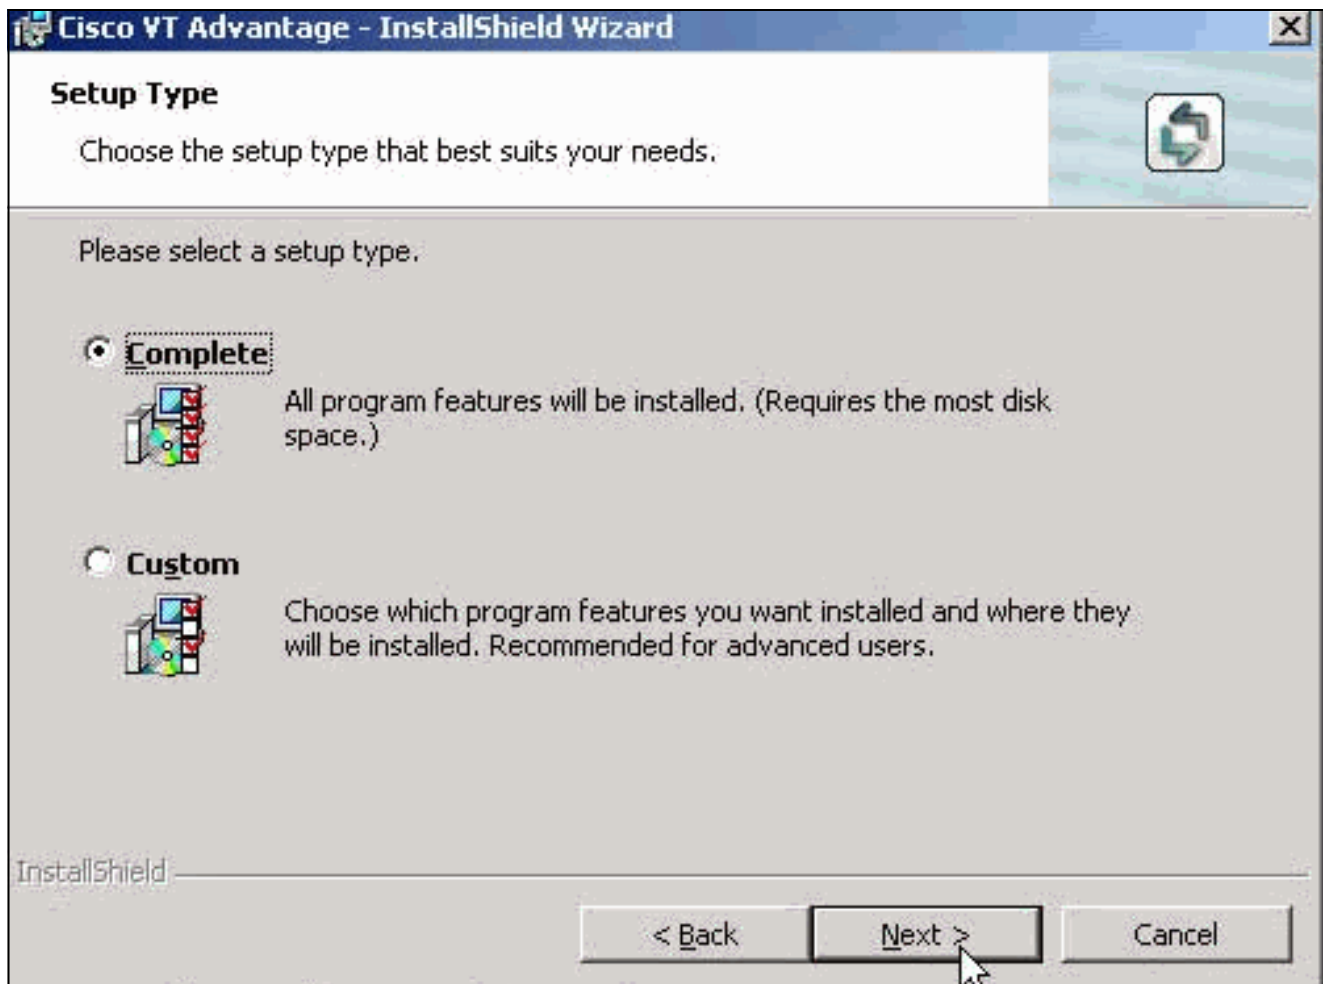 Cisco VT Advantage - InstallShield Wizard
Setup Type
Choose the setup type that best suits your needs.
Please select a setup type.
Complete
All program features will be installed. (Requires the most disk
space.)
Custom
Choose which program features you want installed and where they
will be installed. Recommended for advanced users.
InstallShield
< Back
Next >
Cancel